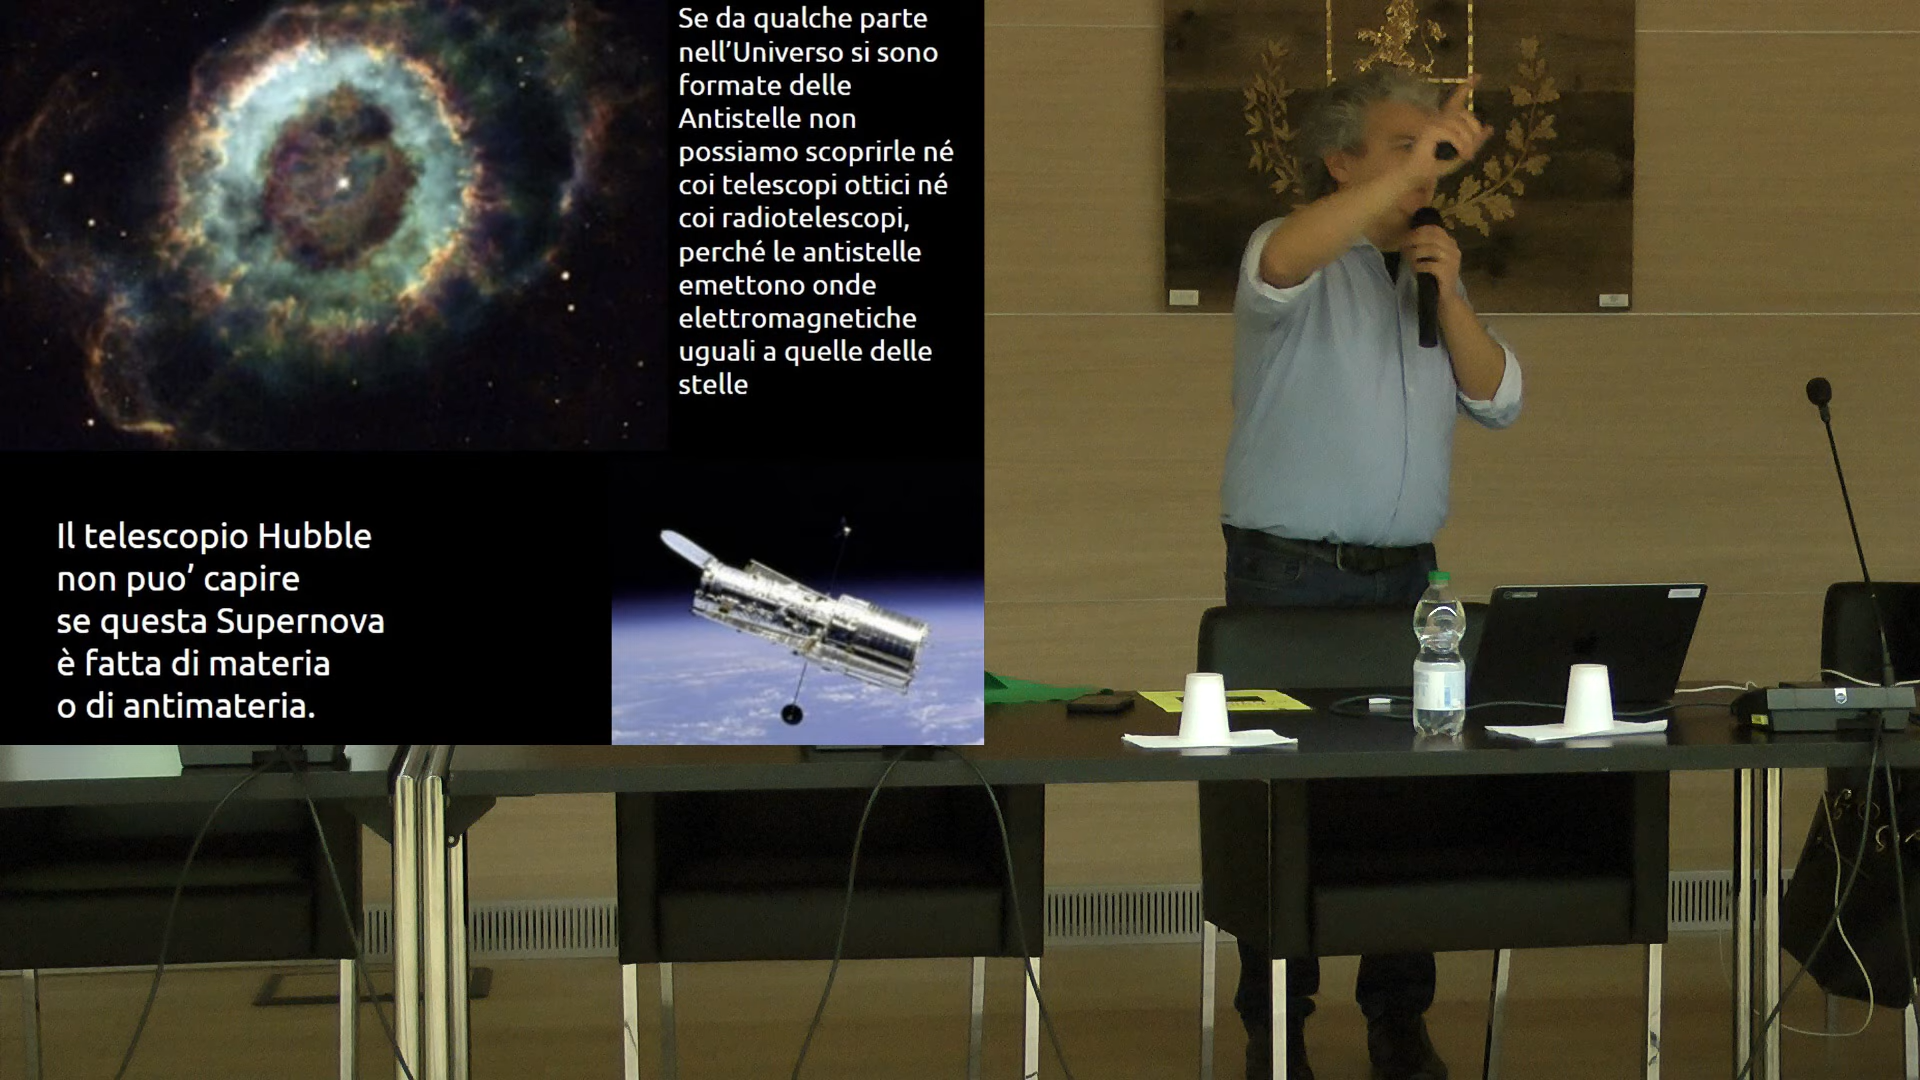 Se da qualche parte
nell’Universo si sono
formate delle
Antistelle non
possiamo scoprirle né
coi telescopi ottici né
coi radiotelescopi,
perché le antistelle
emettono onde
elettromagnetiche
uguali a quelle delle
stelle
Il telescopio Hubble
non puo’ capire
se questa Supernova
è fatta di materia
o di antimateria.